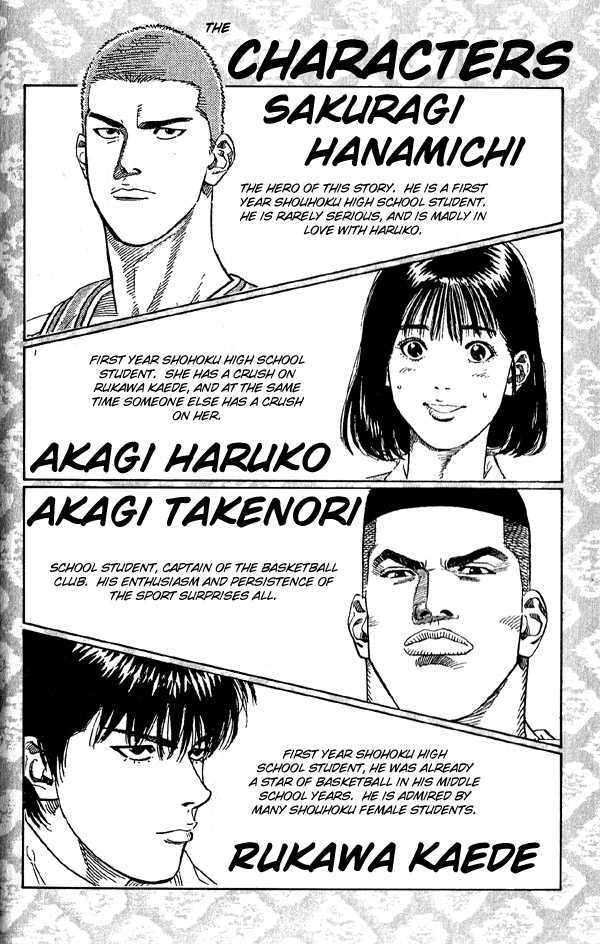 THE
CHARACTERS
SAKURAGI
HANAMICHI
THE HERO OF THIS STORY. HE IS A FIRST
YEAR SHOUHOKU HIGH SCHOOL STUDENT.
HE IS RARELY SERIOUS, AND IS MADLY IN
LOVE WITH HARUKO.
FIRST YEAR SHOHOKU HIGH SCHOOL
STUDENT. SHE HAS A CRUSH ON
RUKAWA KAEDE, AND AT THE SAME
TIME SOMEONE ELSE HAS A CRUSH
ON HER.
AKAGI HARUKO
AKAGI TAKENORI
SCHOOL STUDENT, CAPTAIN OF THE BASKETBALL
CLUB. HIS ENTHUSIASM AND PERSISTENCE OF
THE SPORT SURPRISES ALL.
FIRST YEAR SHOHOKU HIGH
SCHOOL STUDENT, HE WAS ALREADY
A STAR OF BASKETBALL IN HIS MIDDLE
SCHOOL YEARS. HE IS ADMIRED BY
MANY SHOUHOKU FEMALE STUDENTS.
RUKAWA KAEDE